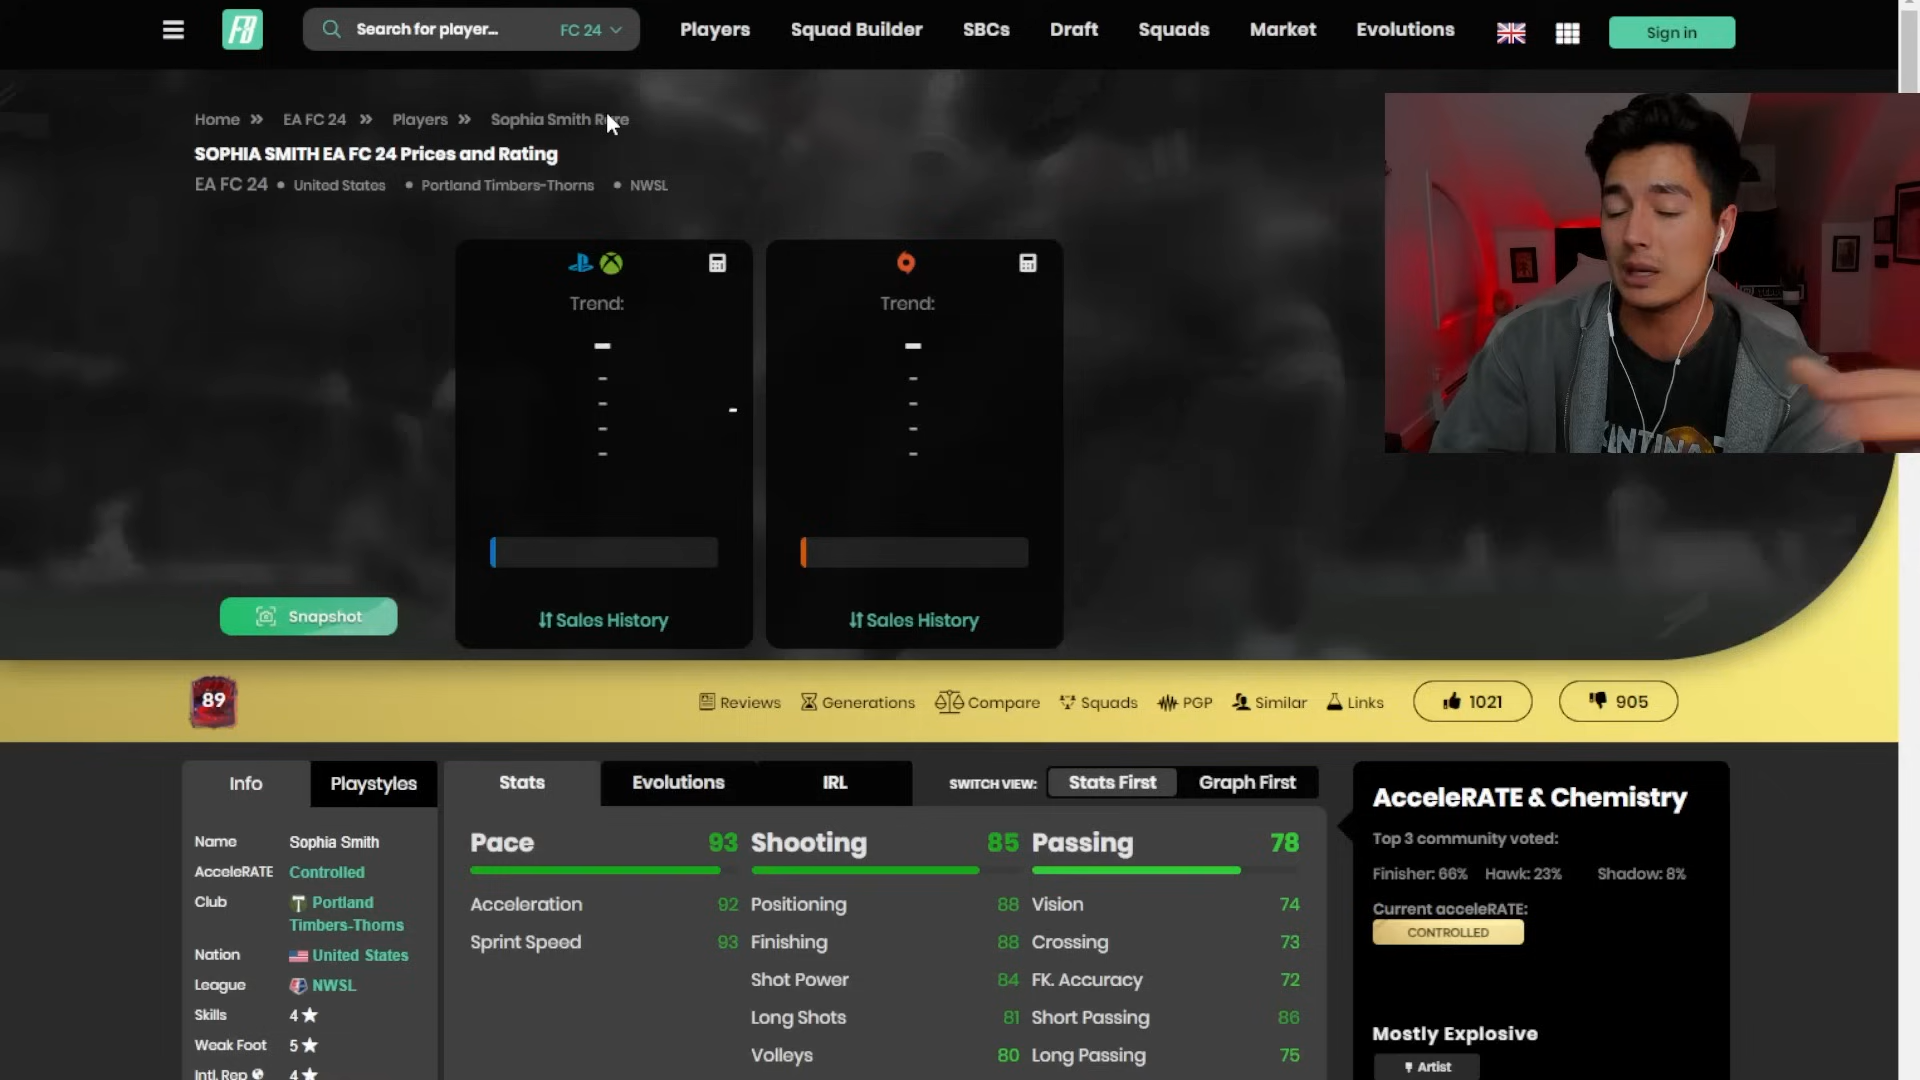 Search for player...
FC 24
Players
Squad Builder
SBCs
Draft
Squads
Market
Evolutions
Sign in
Home » EA FC 24 » Players » Sophia Smith Rare
SOPHIA SMITH EA FC 24 Prices and Rating
EA FC 24 • United States • Portland Timbers-Thorns • NWSL
Trend:
Trend:
Snapshot
Sales History
Sales History
89
Reviews
Generations
Compare
Squads
PGP
Similar
Links
1021
905
Info
Playstyles
Stats
Evolutions
IRL
SWITCH VIEW:
Stats First
Graph First
Name Sophia Smith
AcceleRATE Controlled
Club Portland
Timbers-Thorns
Nation United States
League NWSL
Skills 4★
Weak Foot 5★
Intl. Rep 4★
Pace 93
Acceleration 92
Sprint Speed 93
Shooting 85
Positioning 88
Finishing 88
Shot Power 84
Long Shots 81
Volleys 80
Passing 78
Vision 74
Crossing 73
FK. Accuracy 72
Short Passing 86
Long Passing 75
AcceleRATE & Chemistry
Top 3 community voted:
Finisher: 66% Hawk: 23% Shadow: 8%
Current acceleRATE:
CONTROLLED
Mostly Explosive
Artist